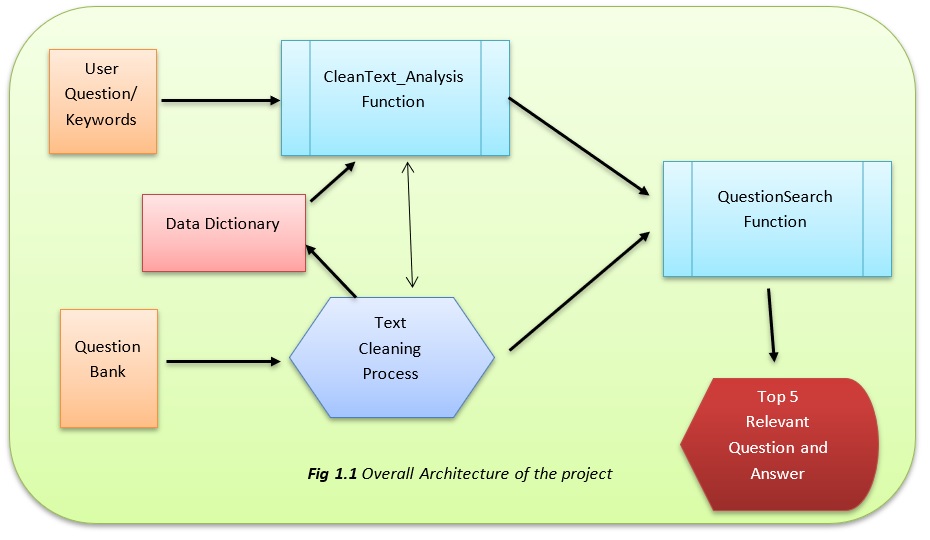 User
Question/
Keywords
CleanText_Analysis
Function
QuestionSearch
Function
Data Dictionary
Question
Bank
Text
Cleaning
Process
Top 5
Relevant
Question and
Answer
Fig 1.1 Overall Architecture of the project